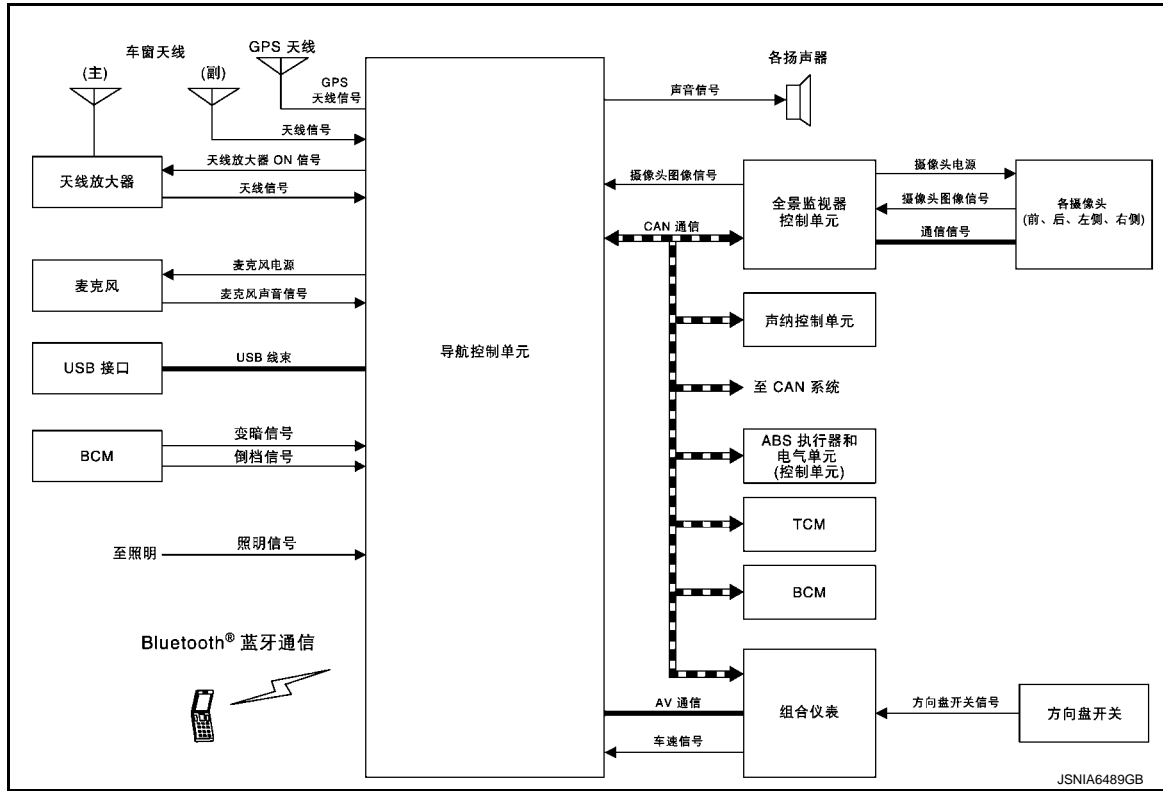 车窗天线
GPS 天线
(主)
(副)
GPS
天线信号
天线信号
天线放大器 ON 信号
天线放大器
天线信号
麦克风
麦克风电源
麦克风声音信号
USB 接口
USB 线束
BCM
变暗信号
倒档信号
至照明
照明信号
Bluetooth® 蓝牙通信
导航控制单元
各扬声器
声音信号
摄像头图像信号
全景监视器
控制单元
摄像头电源
摄像头图像信号
通信信号
各摄像头
(前、后、左侧、右侧)
CAN 通信
声纳控制单元
至 CAN 系统
ABS 执行器和
电气单元
(控制单元)
TCM
BCM
AV 通信
车速信号
组合仪表
方向盘开关信号
方向盘开关
JSNIA6489GB